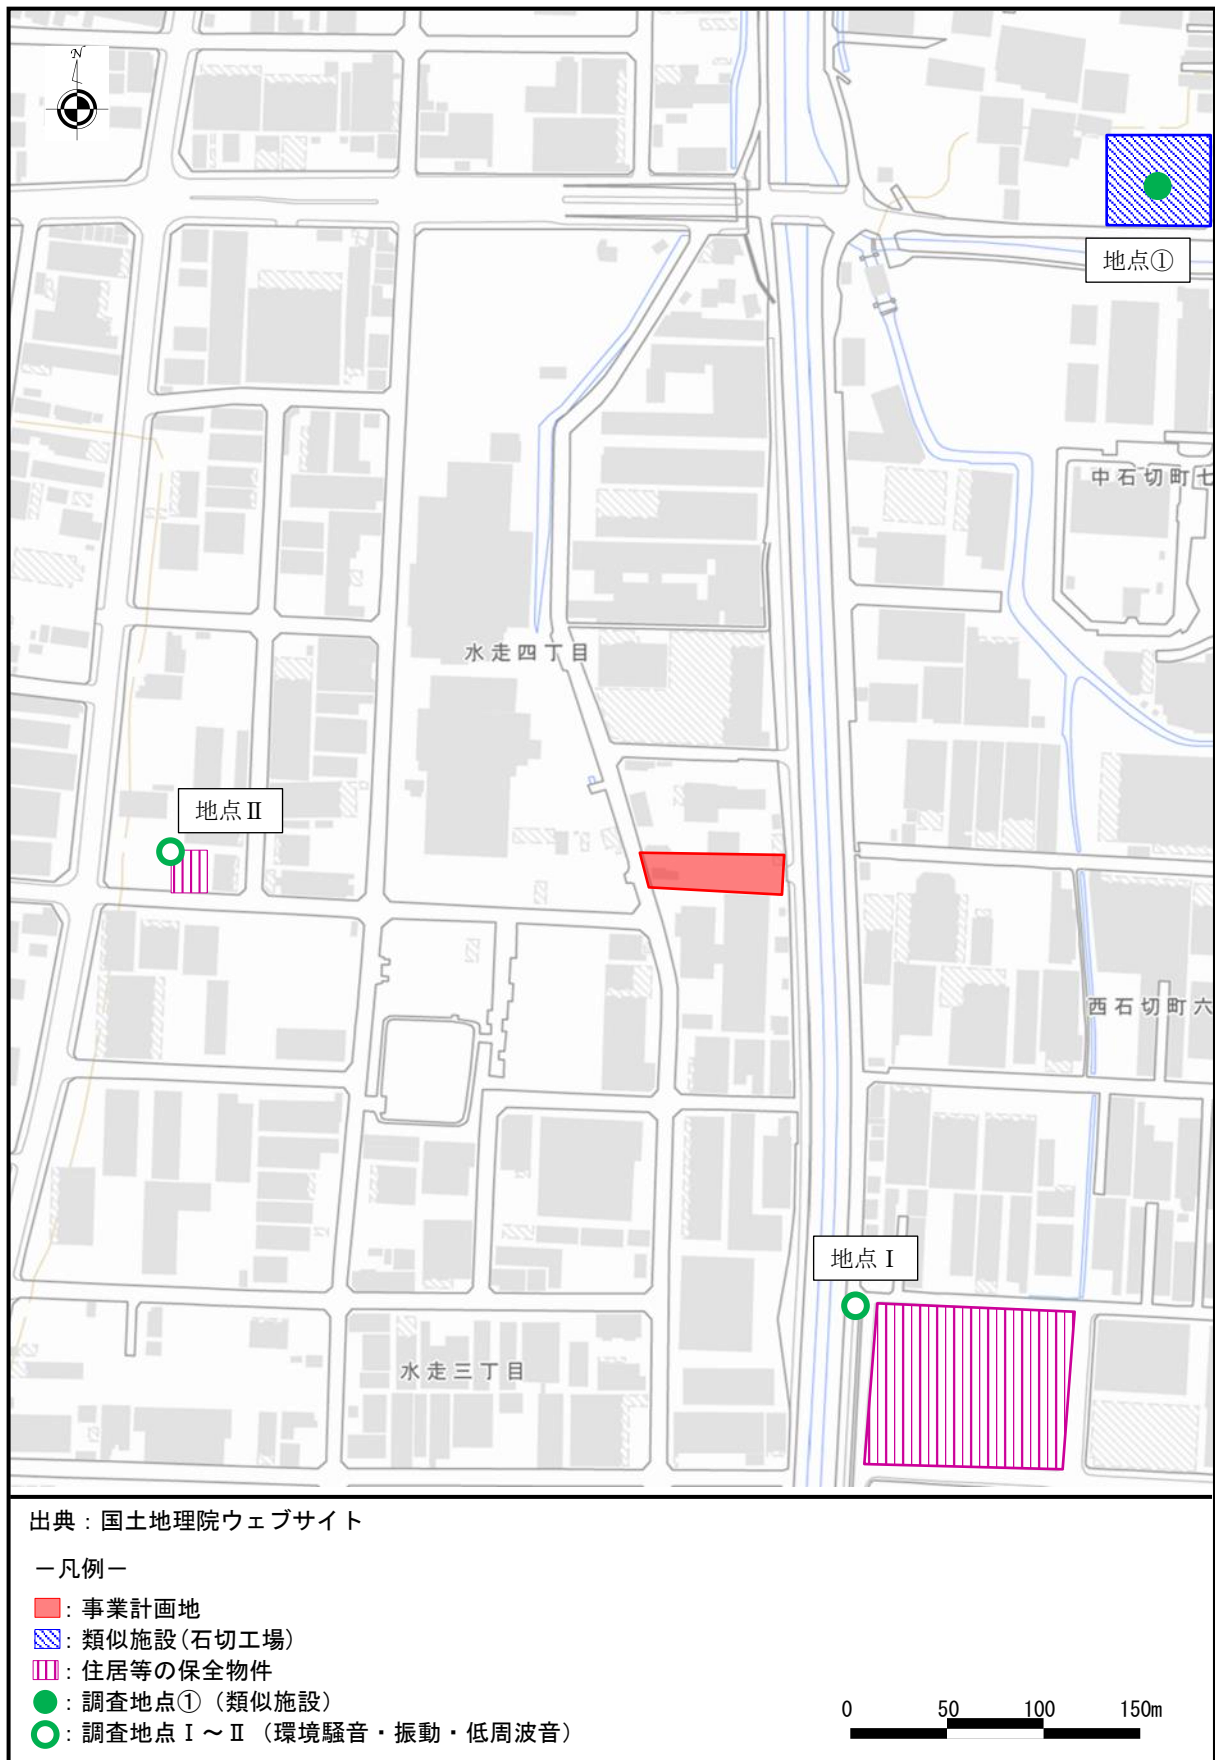 N
地点①
中石切町七
水走四丁目
地点Ⅱ
西石切町六
地点Ⅰ
水走三丁目
出典：国土地理院ウェブサイト
－凡例－
：事業計画地
：類似施設(石切工場)
：住居等の保全物件
：調査地点①（類似施設）
：調査地点Ⅰ～Ⅱ（環境騒音・振動・低周波音）
0 50 100 150m